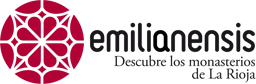 emilianensis
Descubre los monasterios
de La Rioja